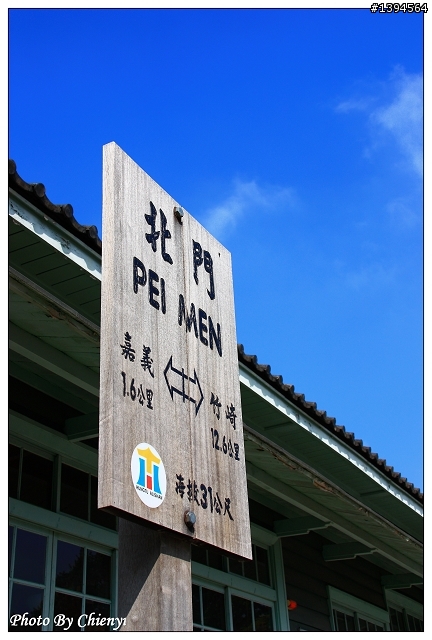 #1394564
北門
PEI MEN
嘉義 竹崎
1.6公里 12.6公里
海拔31公尺
Photo By Chienyi